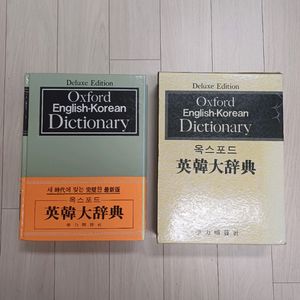 Deluxe Edition
Oxford
English-Korean
Dictionary
새 時代에 맞는 完璧한 最新版
옥스포드
英韓大辞典
Deluxe Edition
Oxford
English-Korean
Dictionary
옥스포드
英韓大辞典